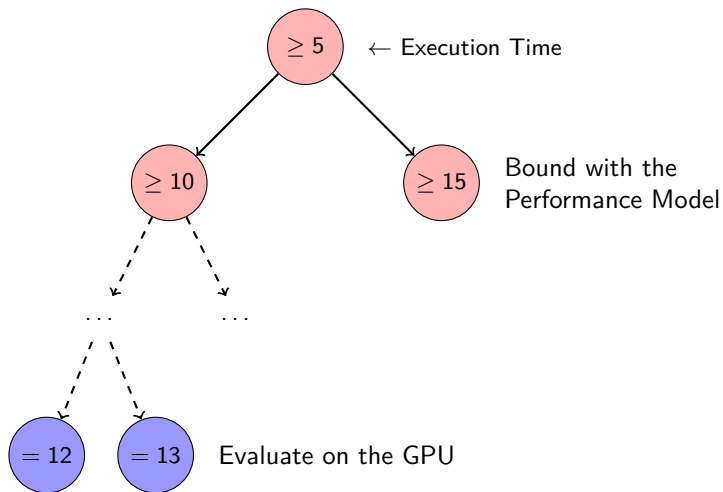 ≥ 5
← Execution Time
≥ 10
≥ 15
Bound with the
Performance Model
...
...
= 12
= 13
Evaluate on the GPU